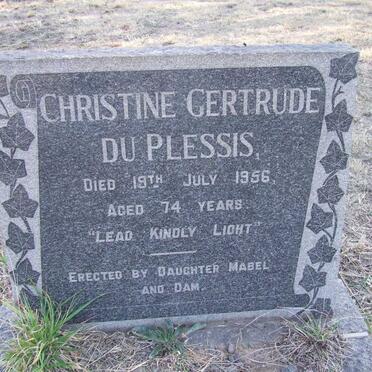 CHRISTINE GERTRUDE
DU PLESSIS,
DIED 19TH JULY 1956,
AGED 74 YEARS.
"LEAD KINDLY LIGHT"
ERECTED BY DAUGHTER MABEL
AND DAM.